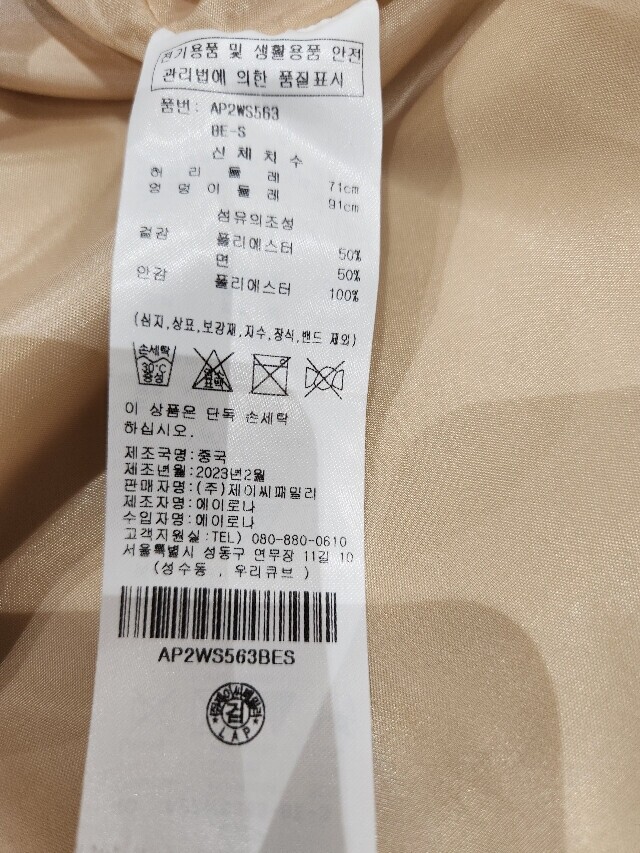 전기용품 및 생활용품 안전
관리법에 의한 품질표시
품번: AP2WS563
BE-S
신체치수
허리둘레 71cm
엉덩이둘레 91cm
섬유의조성
겉감 폴리에스터 50%
면 50%
안감 폴리에스터 100%
(심지,상표,보강재,자수,장식,밴드 제외)
손세탁
30℃
중성
염소
표백
이 상품은 단독 손세탁
하십시오.
제조국명:중국
제조년월:2023년2월
판매자명:(주)제이씨패밀리
제조자명:에이로나
수입자명:에이로나
고객지원실:TEL) 080-880-0610
서울특별시 성동구 연무장 11길 10
(성수동 , 우리큐브 )
AP2WS563BES
검
LAP